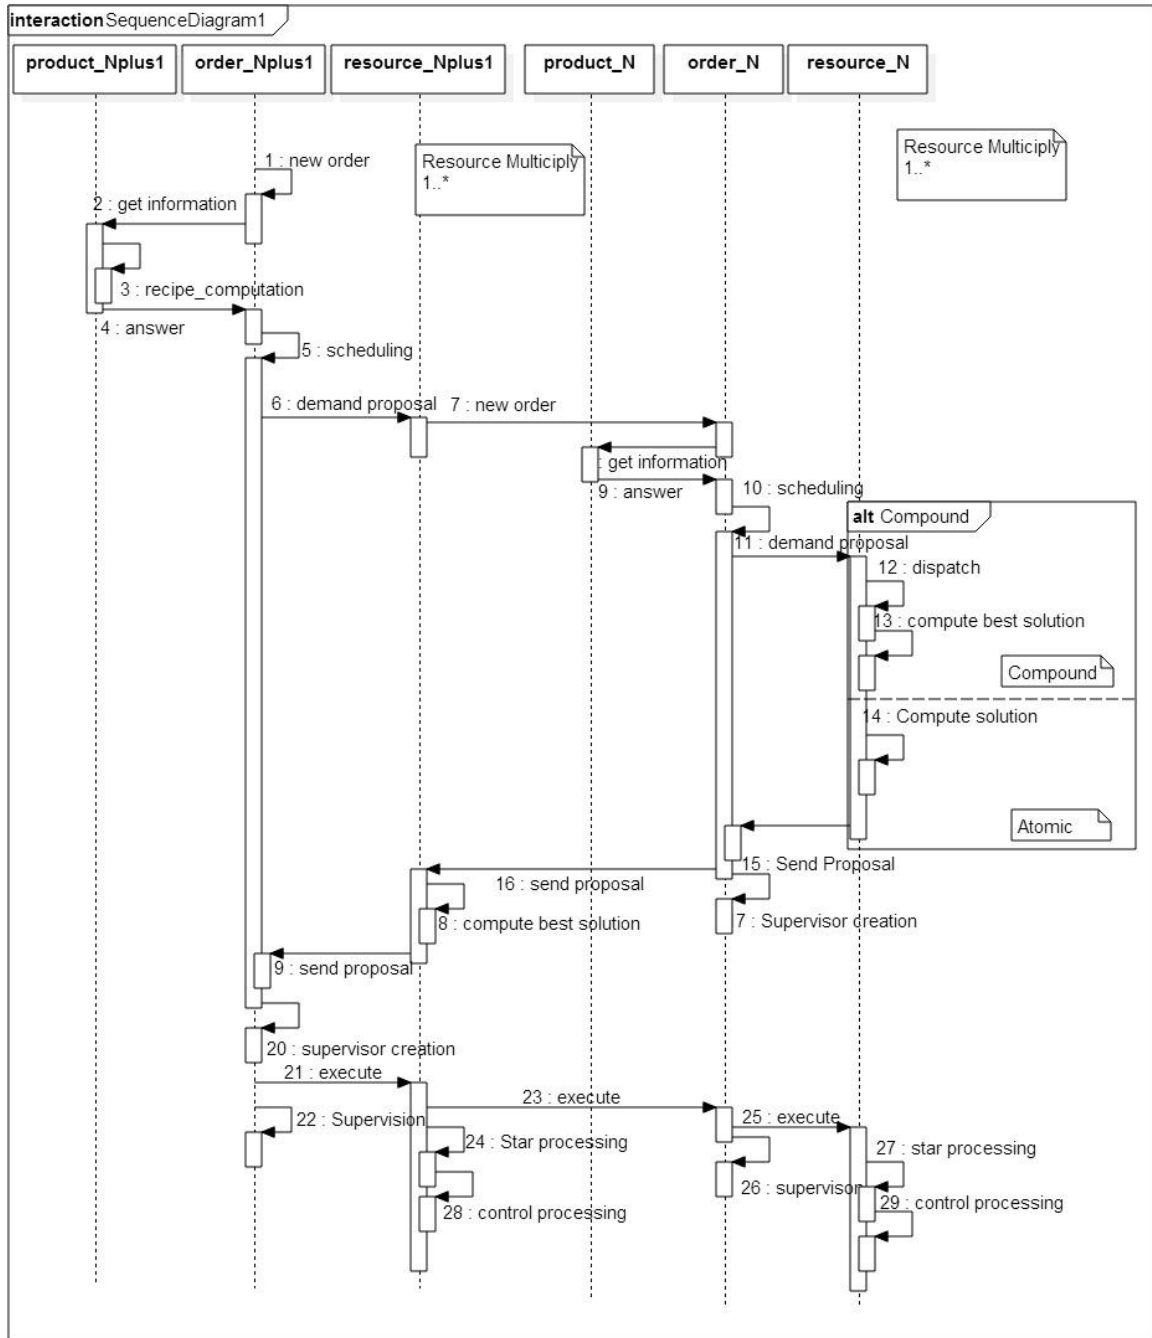 interaction SequenceDiagram1
product_Nplus1
order_Nplus1
resource_Nplus1
product_N
order_N
resource_N
Resource Multiciply
1..*
Resource Multiciply
1..*
1 : new order
2 : get information
3 : recipe_computation
4 : answer
5 : scheduling
6 : demand proposal
7 : new order
: get information
9 : answer
10 : scheduling
alt Compound
11 : demand proposal
12 : dispatch
13 : compute best solution
Compound
14 : Compute solution
Atomic
15 : Send Proposal
16 : send proposal
7 : Supervisor creation
8 : compute best solution
9 : send proposal
20 : supervisor creation
21 : execute
22 : Supervision
23 : execute
24 : Star processing
25 : execute
26 : supervison
27 : star processing
28 : control processing
29 : control processing